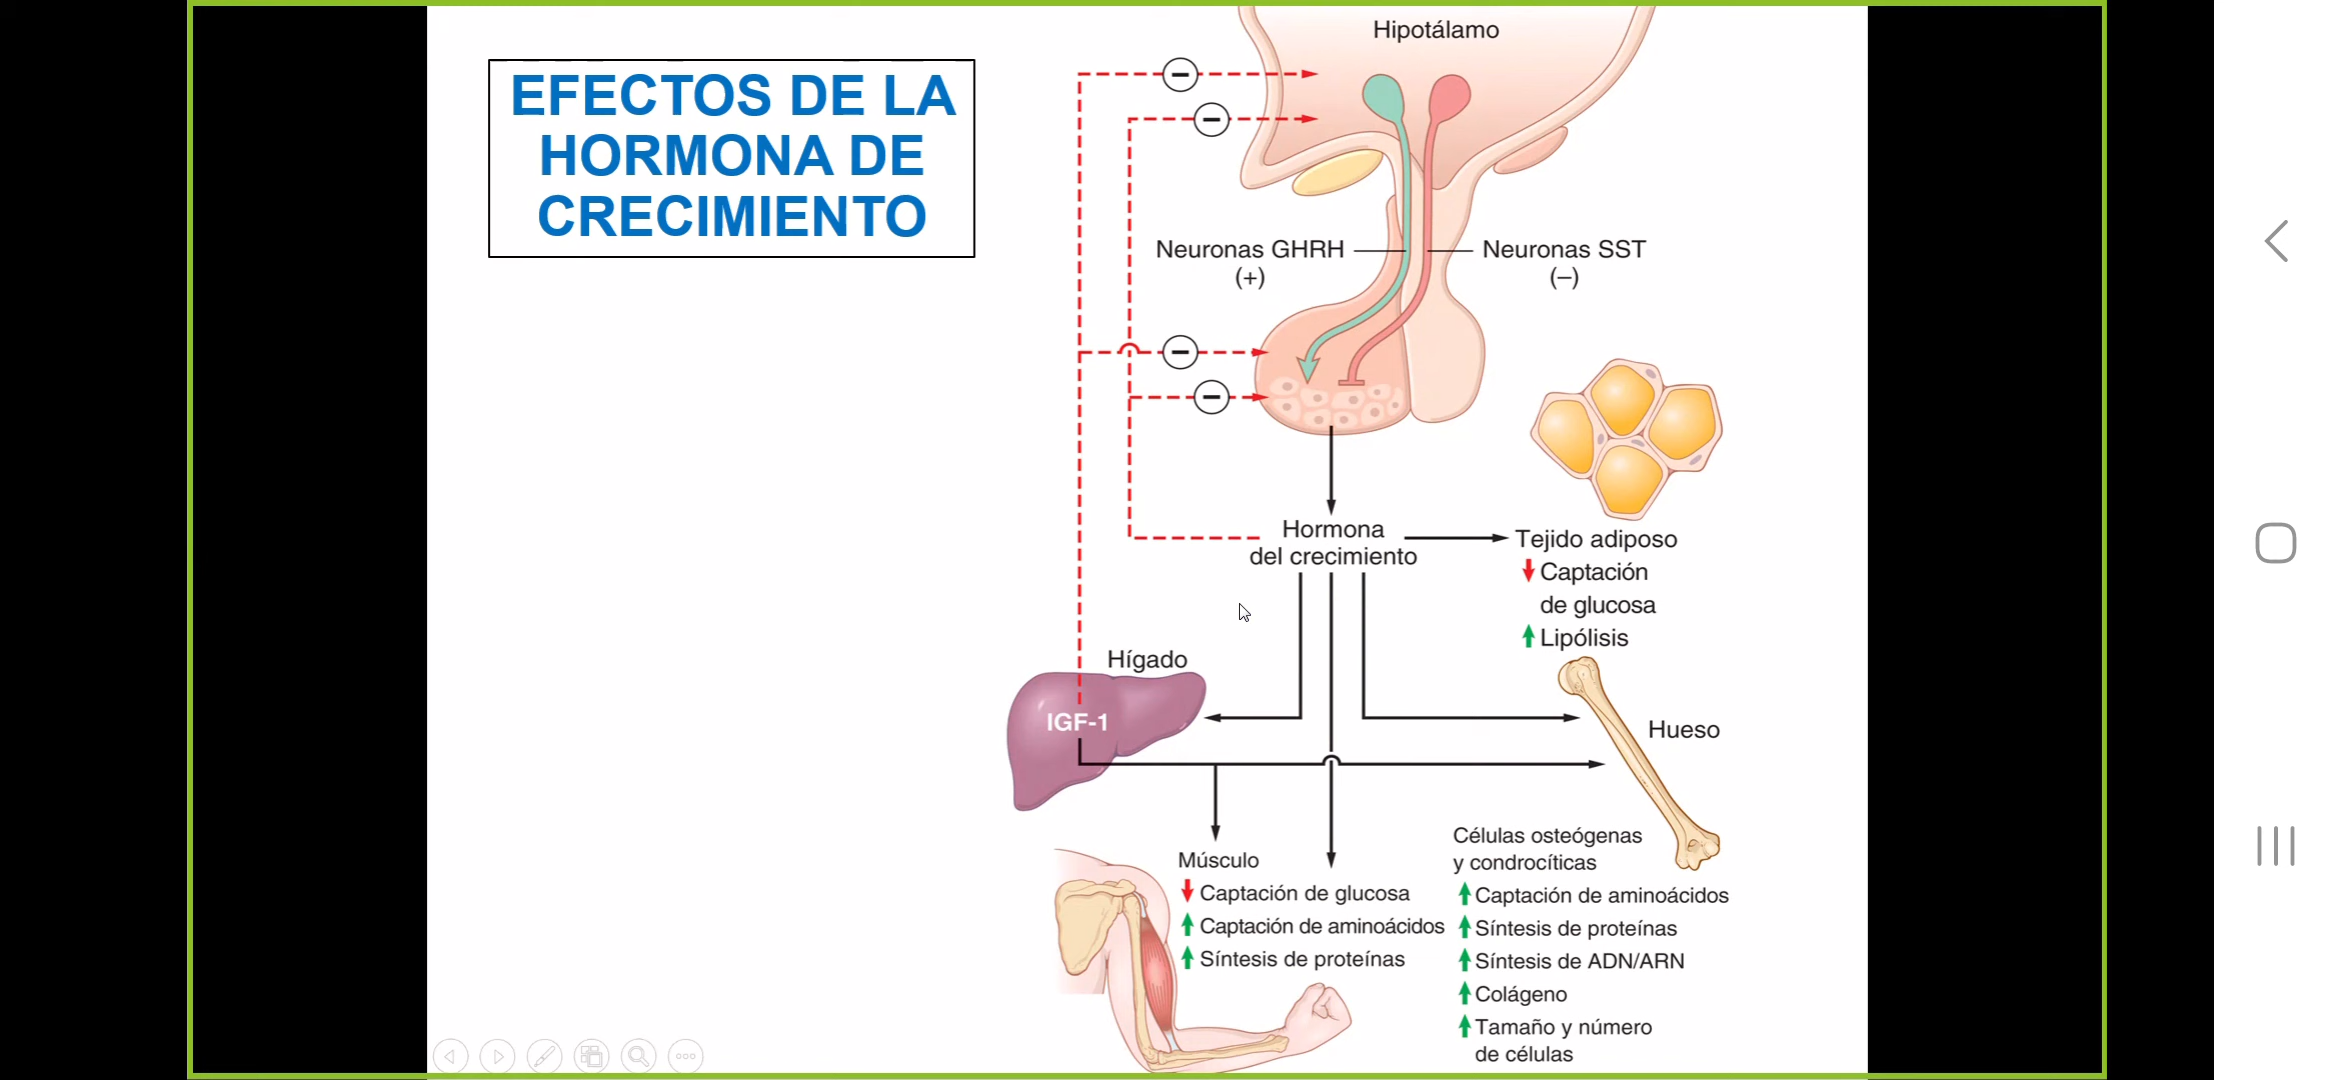 EFECTOS DE LA
HORMONA DE
CRECIMIENTO
Hipotálamo
Neuronas GHRH
(+)
Neuronas SST
(–)
Hormona
del crecimiento
Tejido adiposo
Captación
de glucosa
Lipólisis
Hígado
IGF-1
Hueso
Músculo
Captación de glucosa
Captación de aminoácidos
Síntesis de proteínas
Células osteógenas
y condrocíticas
Captación de aminoácidos
Síntesis de proteínas
Síntesis de ADN/ARN
Colágeno
Tamaño y número
de células